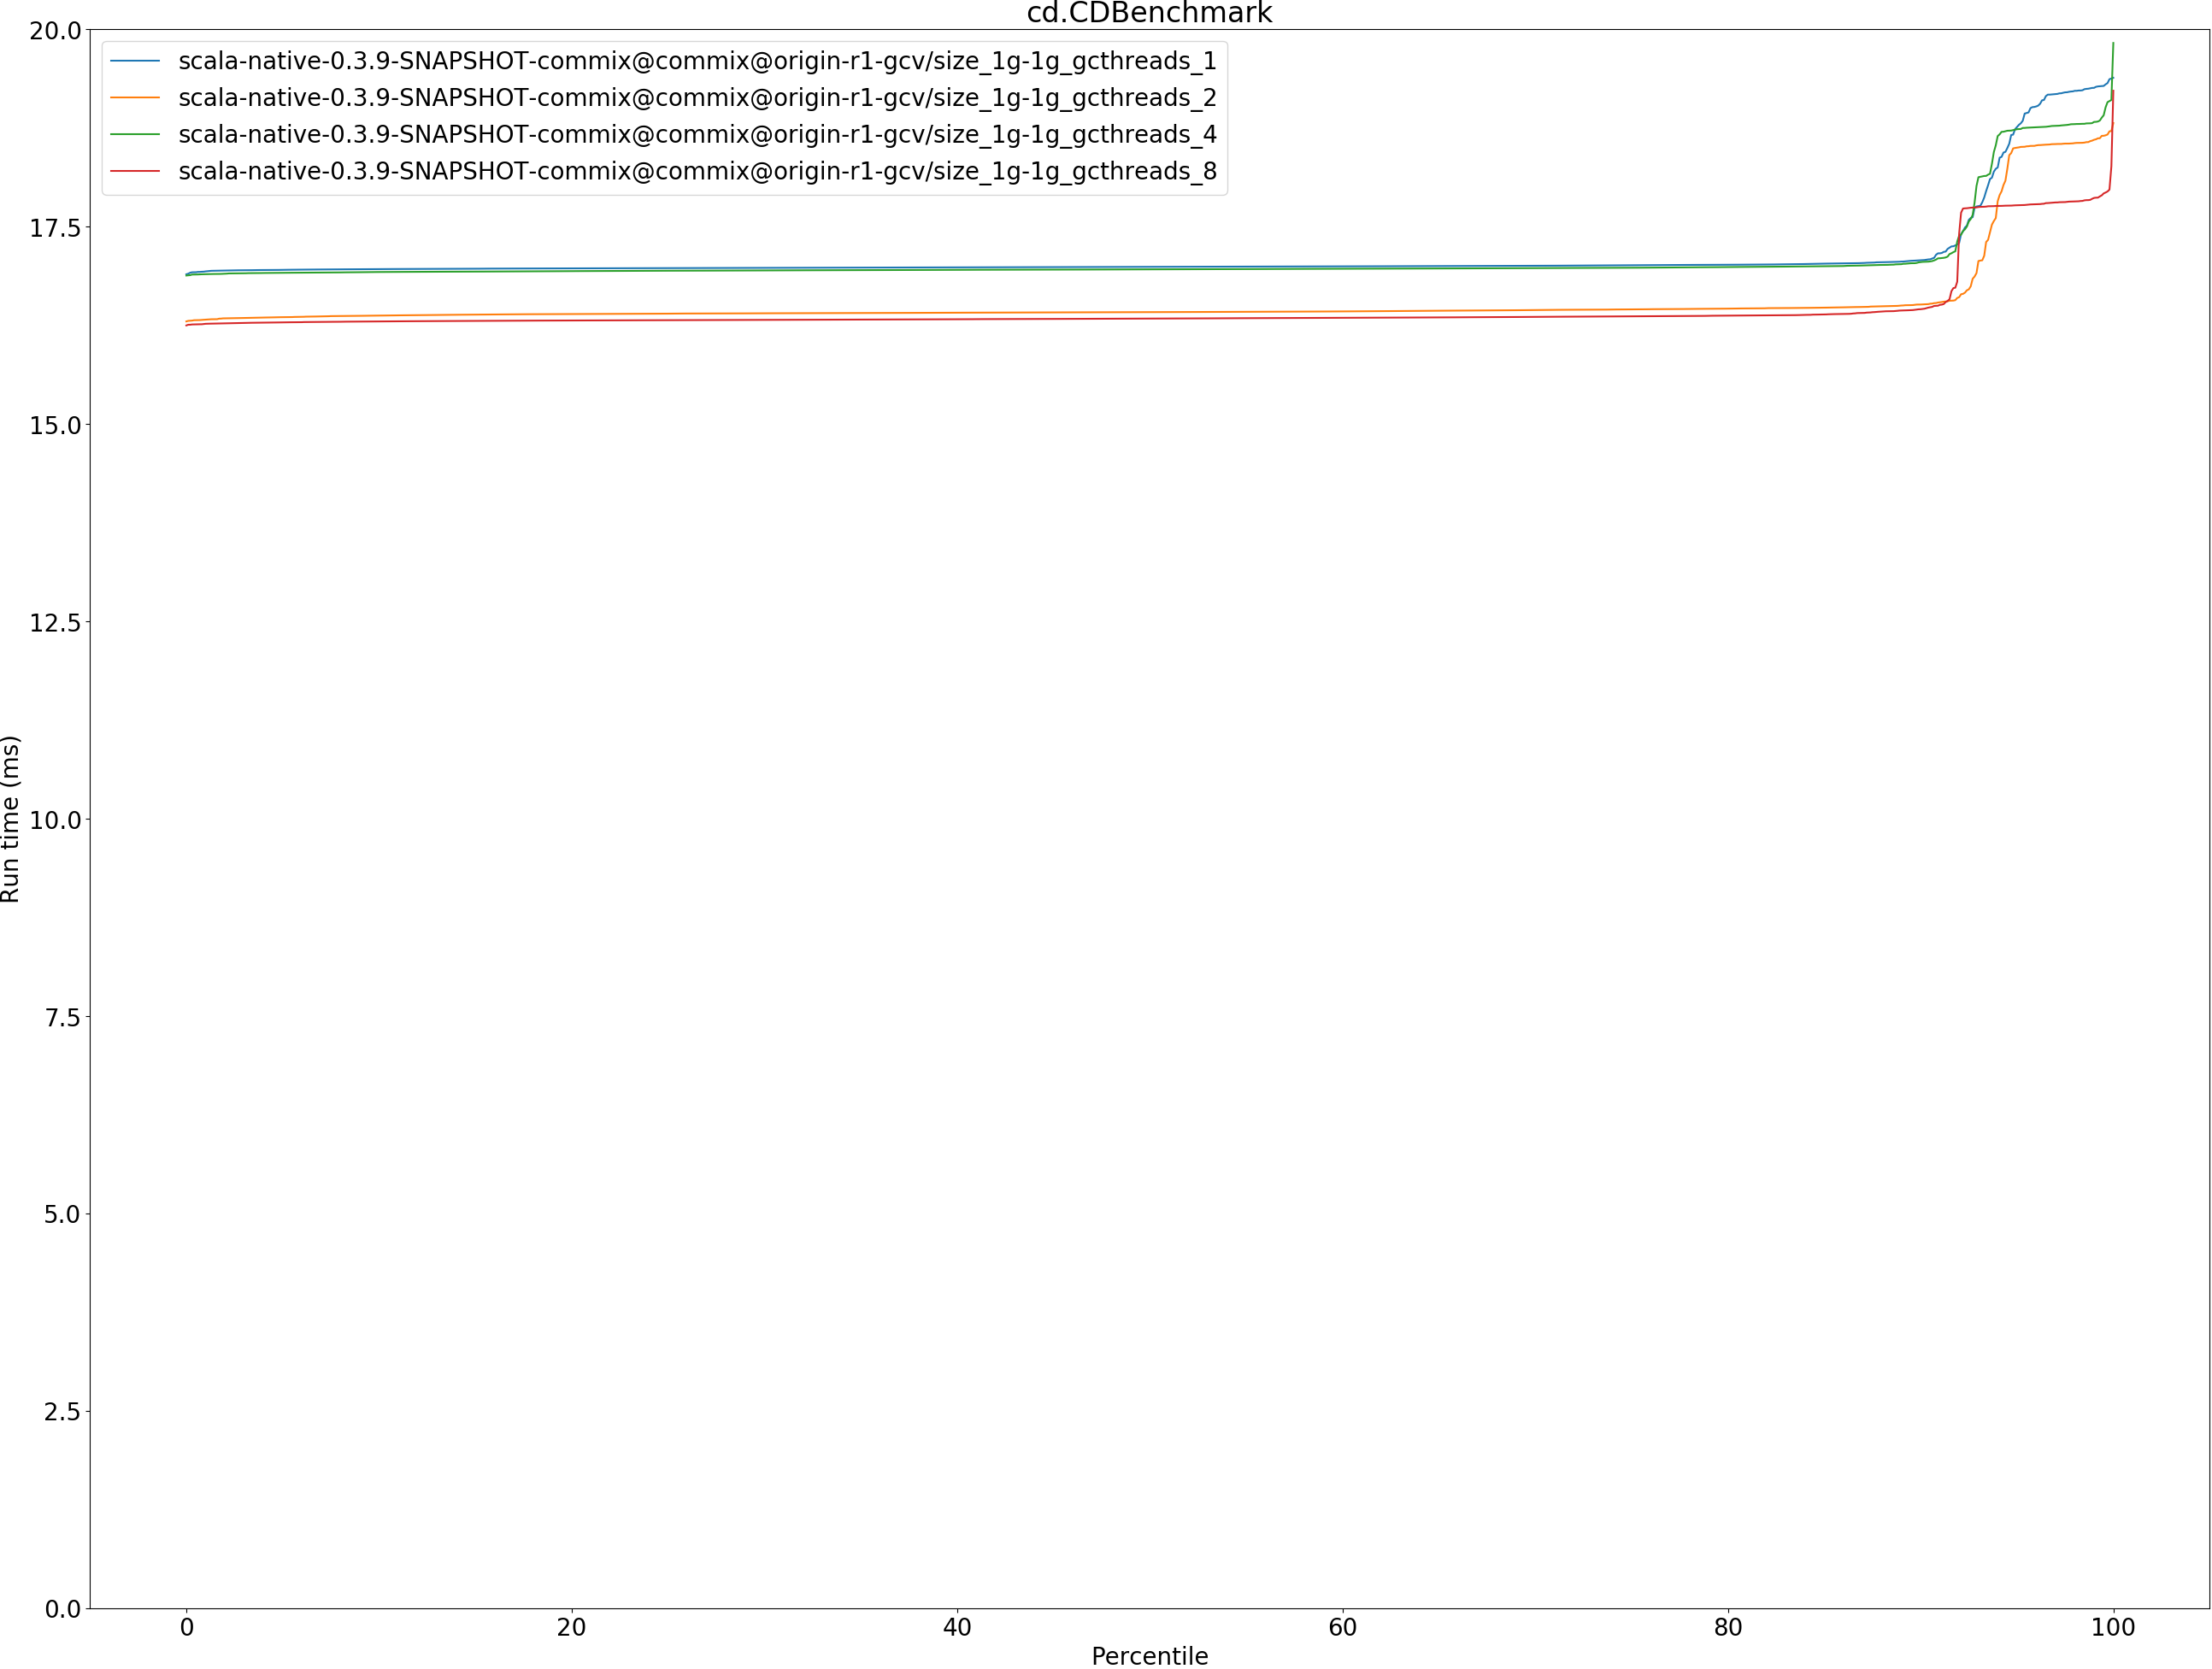 cd.CDBenchmark
scala-native-0.3.9-SNAPSHOT-commix@commix@origin-r1-gcv/size_1g-1g_gcthreads_1
scala-native-0.3.9-SNAPSHOT-commix@commix@origin-r1-gcv/size_1g-1g_gcthreads_2
scala-native-0.3.9-SNAPSHOT-commix@commix@origin-r1-gcv/size_1g-1g_gcthreads_4
scala-native-0.3.9-SNAPSHOT-commix@commix@origin-r1-gcv/size_1g-1g_gcthreads_8
20.0
17.5
15.0
12.5
10.0
7.5
5.0
2.5
0.0
Run time (ms)
0 20 40 60 80 100
Percentile